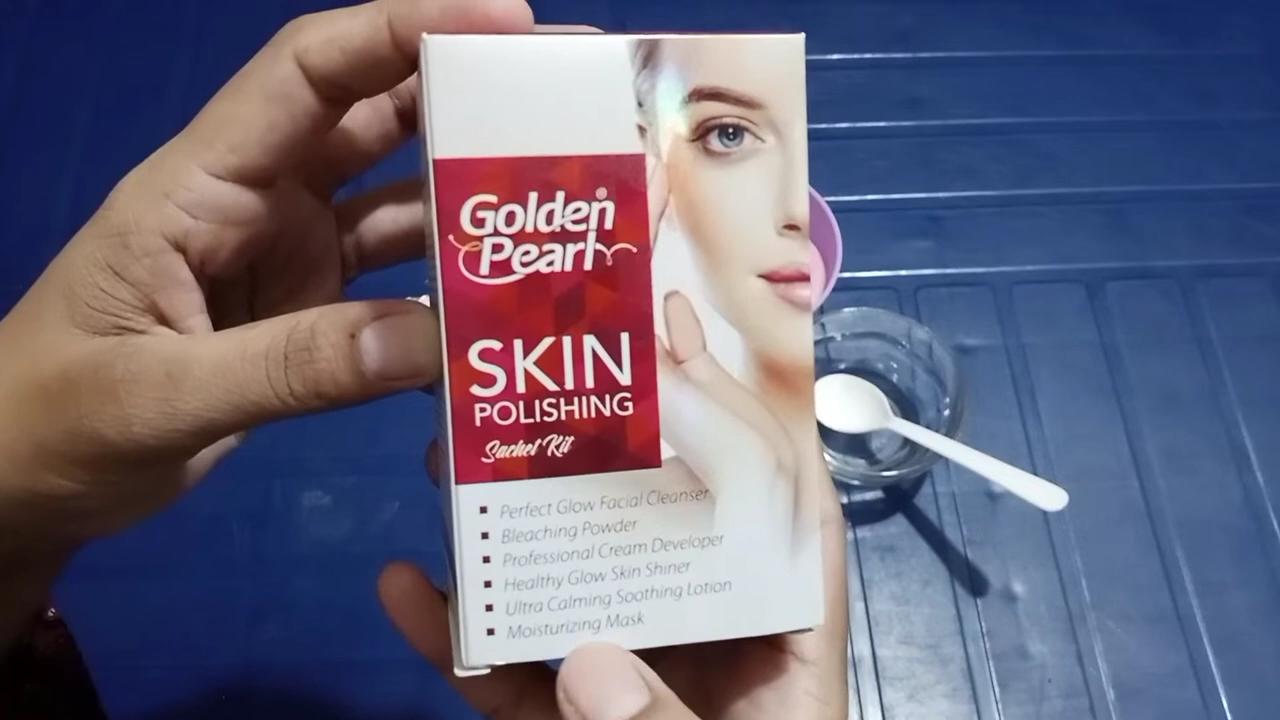 Golden
Pearl
SKIN
POLISHING
Sachet Kit
Perfect Glow Facial Cleanser
Bleaching Powder
Professional Cream Developer
Healthy Glow Skin Shiner
Ultra Calming Soothing Lotion
Moisturizing Mask